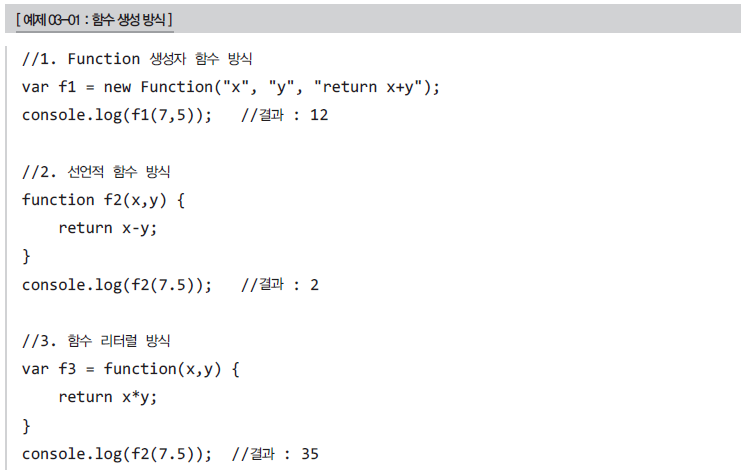 [ 예제 03-01 : 함수 생성 방식 ]
//1. Function 생성자 함수 방식
var f1 = new Function("x", "y", "return x+y");
console.log(f1(7,5));   //결과 : 12
//2. 선언적 함수 방식
function f2(x,y) {
    return x-y;
}
console.log(f2(7.5));   //결과 : 2
//3. 함수 리터럴 방식
var f3 = function(x,y) {
    return x*y;
}
console.log(f2(7.5));  //결과 : 35